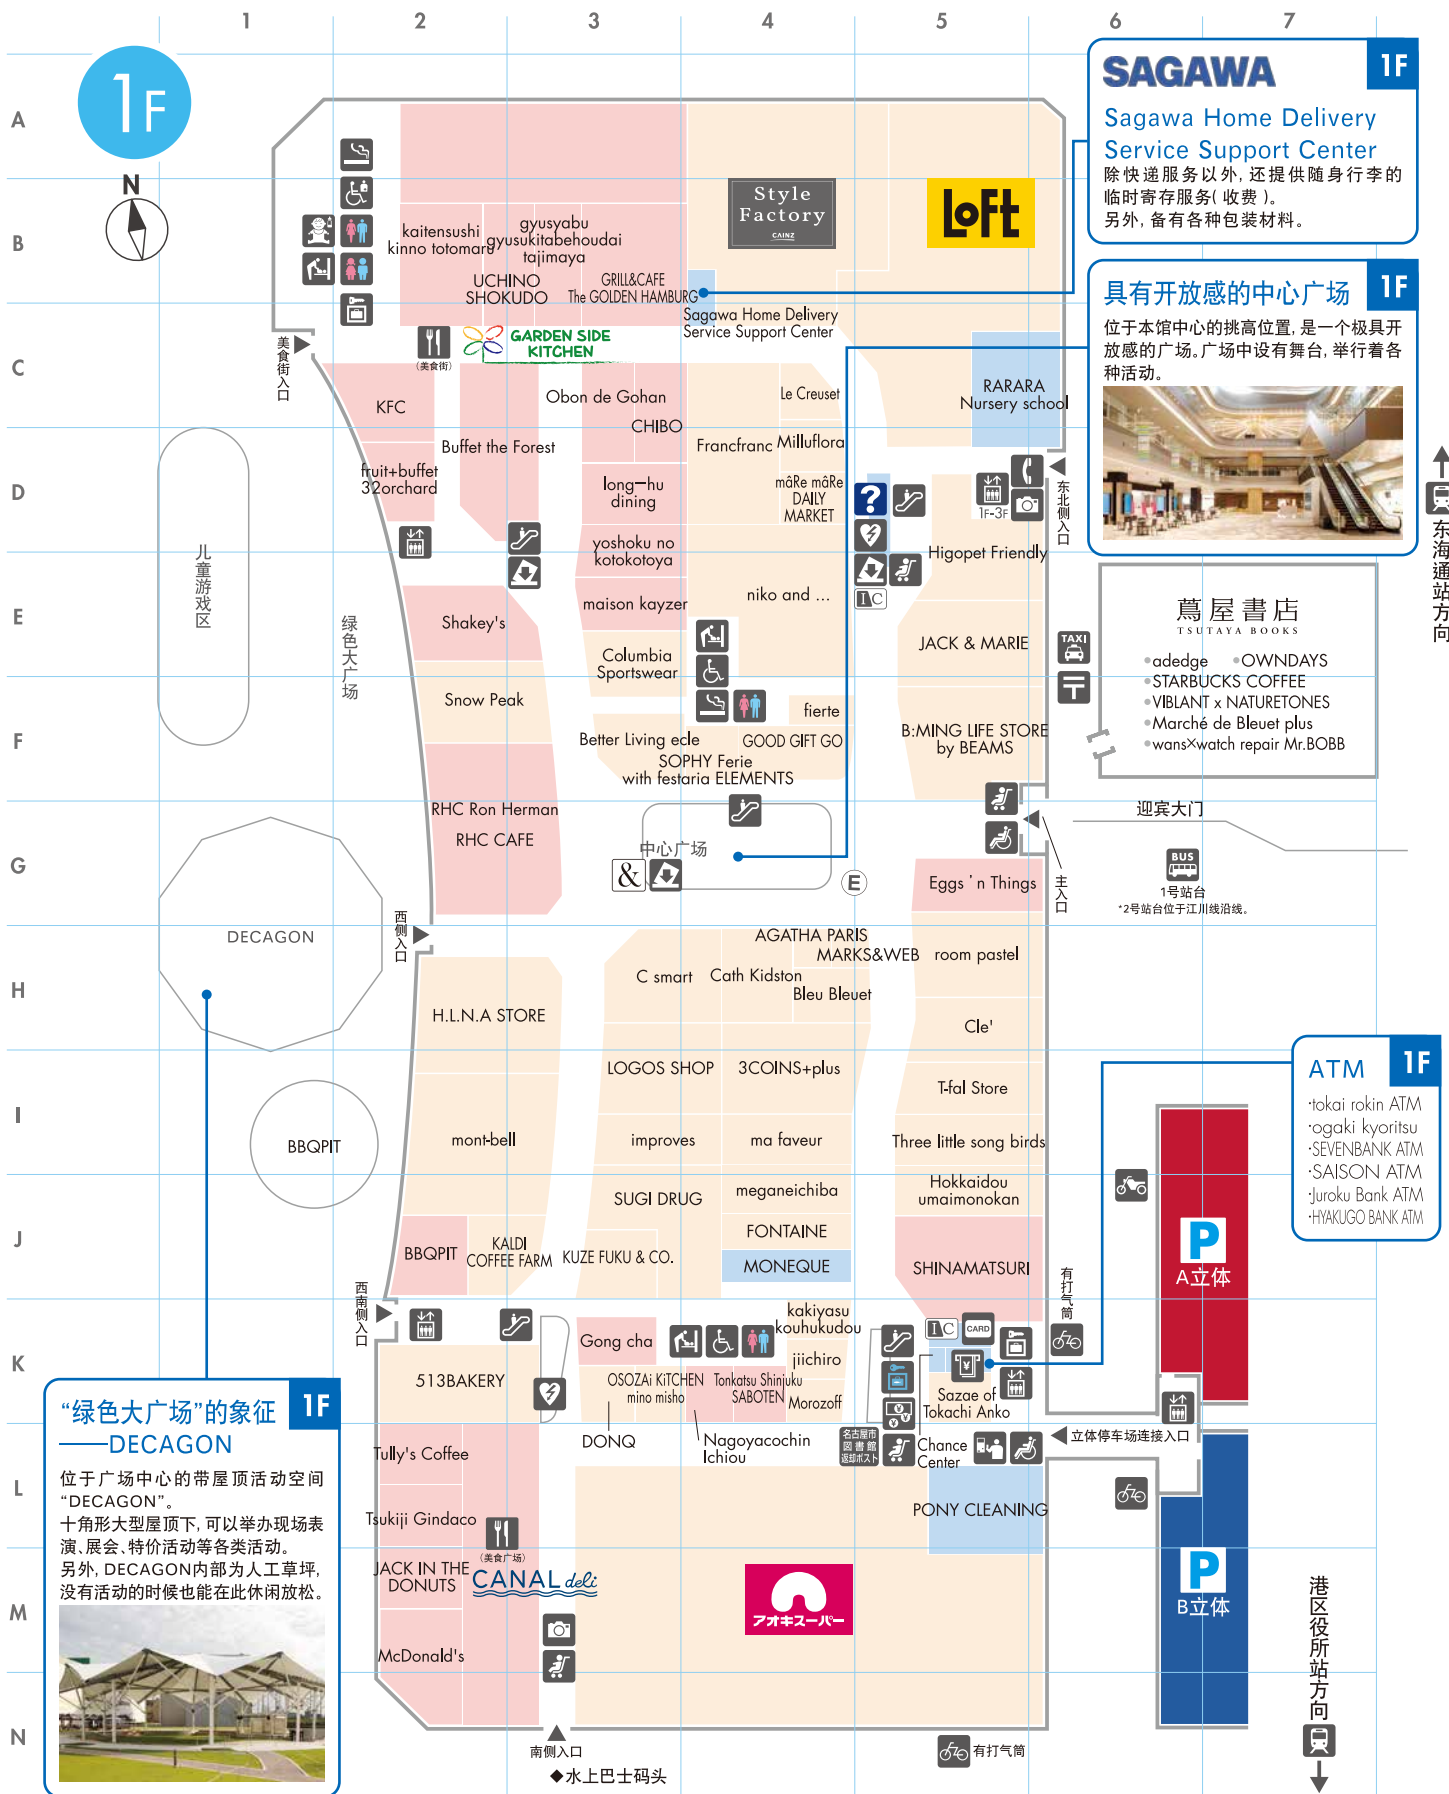 1
2
3
4
5
6
7
A
B
C
D
E
F
G
H
I
J
K
L
M
N
1F
N
SAGAWA
1F
Sagawa Home Delivery
Service Support Center
除快递服务以外, 还提供随身行李的
临时寄存服务( 收费 )。
另外, 备有各种包装材料。
具有开放感的中心广场
1F
位于本馆中心的挑高位置, 是一个极具开
放感的广场。广场中设有舞台, 举行着各
种活动。
Style
Factory
CAINZ
LoFt
kaitensushi
kinno totomaru
gyusyabu
gyusukitabehoudai
tajimaya
UCHINO
SHOKUDO
GRILL&CAFE
The GOLDEN HAMBURG
Sagawa Home Delivery
Service Support Center
美食街入口
(美食街)
GARDEN SIDE
KITCHEN
KFC
Obon de Gohan
CHIBO
Le Creuset
RARARA
Nursery school
Buffet the Forest
Francfranc
Milluflora
fruit+buffet
32orchard
long-hu
dining
mâRe mâRe
DAILY
MARKET
?
1F-3F
东北侧入口
东海通站方向
儿童游戏区
绿色大广场
yoshoku no
kotokotoya
Higopet Friendly
maison kayzer
niko and ...
IC
Shakey's
Columbia
Sportswear
JACK & MARIE
TAXI
蔦屋書店
TSUTAYA BOOKS
•adedge •OWNDAYS
•STARBUCKS COFFEE
•VIBLANT x NATURETONES
•Marché de Bleuet plus
•wans×watch repair Mr.BOBB
Snow Peak
fierte
Better Living ecle
GOOD GIFT GO
SOPHY Ferie
with festaria ELEMENTS
B:MING LIFE STORE
by BEAMS
RHC Ron Herman
RHC CAFE
中心广场
&
E
迎宾大门
主入口
BUS
1号站台
*2号站台位于江川线沿线。
Eggs 'n Things
DECAGON
西侧入口
AGATHA PARIS
MARKS&WEB
room pastel
C smart
Cath Kidston
Bleu Bleuet
H.L.N.A STORE
Cle'
LOGOS SHOP
3COINS+plus
T-fal Store
BBQPIT
mont-bell
improves
ma faveur
Three little song birds
SUGI DRUG
meganeichiba
Hokkaidou
umaimonokan
FONTAINE
BBQPIT
KALDI
COFFEE FARM
KUZE FUKU & CO.
MONEQUE
SHINAMATSURI
ATM
1F
·tokai rokin ATM
·ogaki kyoritsu
·SEVENBANK ATM
·SAISON ATM
·Juroku Bank ATM
·HYAKUGO BANK ATM
P
A立体
有打气筒
西南侧入口
kakiyasu
kouhukudou
IC
CARD
Gong cha
jiichiro
513BAKERY
OSOZAi KiTCHEN
mino misho
Tonkatsu Shinjuku
SABOTEN
Morozoff
Sazae of
Tokachi Anko
DONQ
Nagoyacochin
Ichiou
名古屋市
図書館
返却ポスト
Chance
Center
立体停车场连接入口
Tully's Coffee
Tsukiji Gindaco
PONY CLEANING
(美食广场)
JACK IN THE
DONUTS
CANAL deli
アオキスーパー
McDonald's
P
B立体
港区役所站方向
“绿色大广场”的象征
1F
——DECAGON
位于广场中心的带屋顶活动空间
“DECAGON”。
十角形大型屋顶下, 可以举办现场表
演、展会、特价活动等各类活动。
另外, DECAGON内部为人工草坪,
没有活动的时候也能在此休闲放松。
南侧入口
◆水上巴士码头
有打气筒